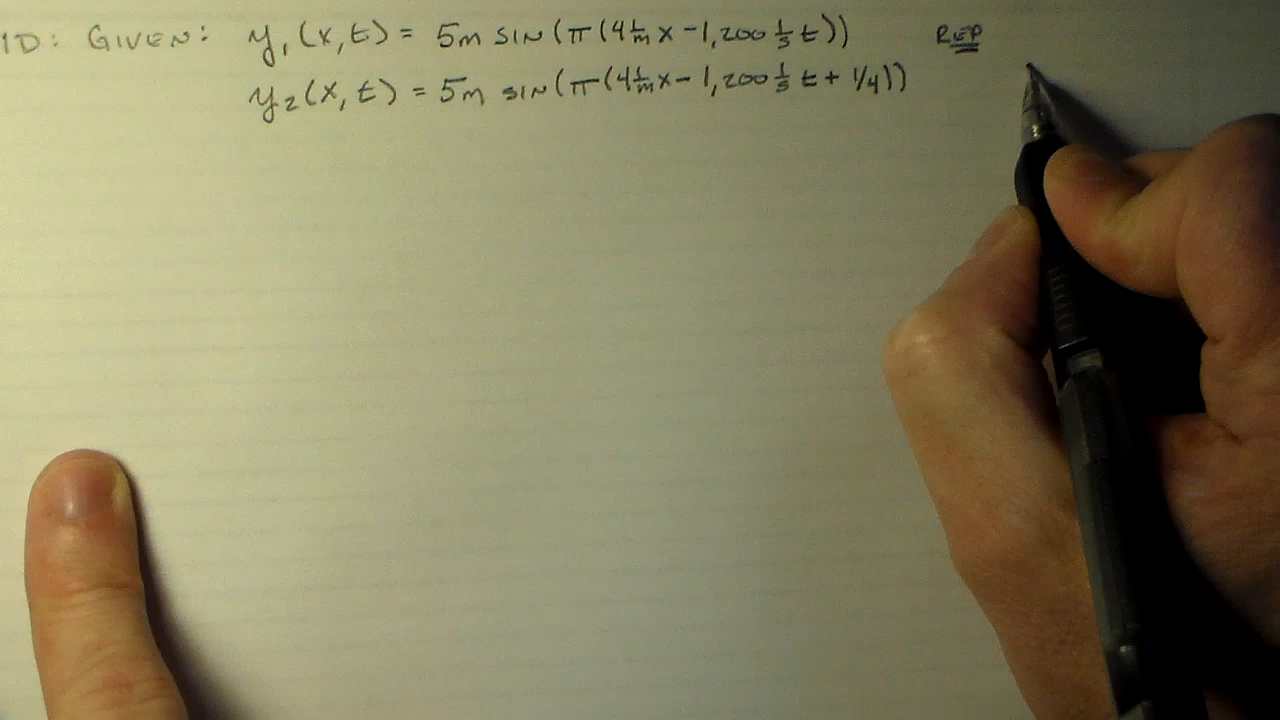 1D: GIVEN: y₁(x,t) = 5m SIN(π(4 1/m x - 1,200 1/s t)) REP
y₂(x,t) = 5m SIN(π(4 1/m x - 1,200 1/s t + 1/4))